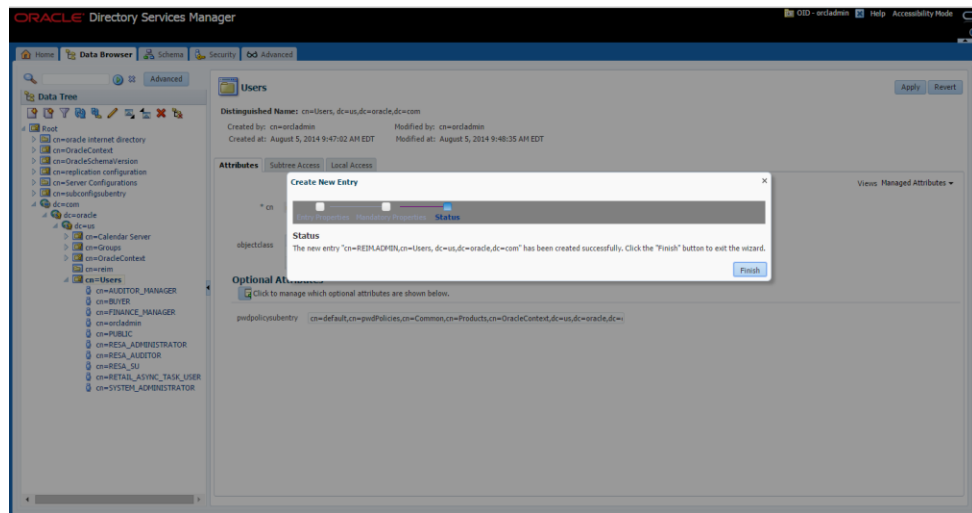 ORACLE Directory Services Manager
OID - orcladmin Help Accessibility Mode
Home Data Browser Schema Security Advanced
Advanced
Data Tree
Root
cn=oracle internet directory
cn=OracleContext
cn=OracleSchemaVersion
cn=replication configuration
cn=Server Configurations
cn=subconfigsubentry
dc=com
dc=oracle
dc=us
cn=Calendar Server
cn=Groups
cn=OracleContext
cn=reim
cn=Users
cn=AUDITOR_MANAGER
cn=BUYER
cn=FINANCE_MANAGER
cn=orcladmin
cn=PUBLIC
cn=RESA_ADMINISTRATOR
cn=RESA_AUDITOR
cn=RESA_SU
cn=RETAIL_ASYNC_TASK_USER
cn=SYSTEM_ADMINISTRATOR
Users
Apply Revert
Distinguished Name: cn=Users, dc=us,dc=oracle,dc=com
Created by: cn=orcladmin Modified by: cn=orcladmin
Created at: August 5, 2014 9:47:02 AM EDT Modified at: August 5, 2014 9:48:35 AM EDT
Attributes Subtree Access Local Access
Views Managed Attributes
* cn
objectclass
Create New Entry
Entry Properties Mandatory Properties Status
Status
The new entry "cn=REIM,ADMIN,cn=Users, dc=us,dc=oracle,dc=com" has been created successfully. Click the "Finish" button to exit the wizard.
Finish
Optional Attributes
Click to manage which optional attributes are shown below.
pwdpolicysubentry cn=default,cn=pwdPolicies,cn=Common,cn=Products,cn=OracleContext,dc=us,dc=oracle,dc=